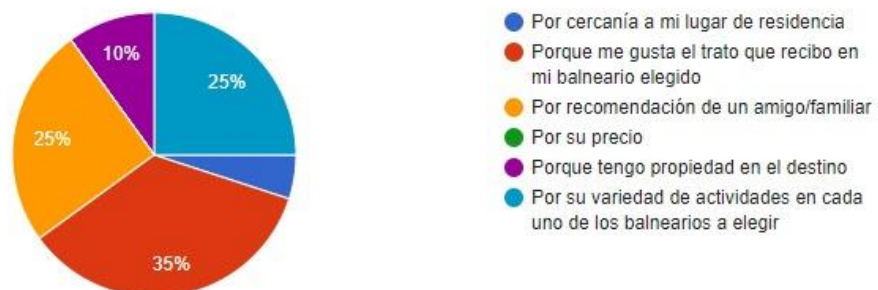 10%
25%
25%
35%
Por cercanía a mi lugar de residencia
Porque me gusta el trato que recibo en
mi balneario elegido
Por recomendación de un amigo/familiar
Por su precio
Porque tengo propiedad en el destino
Por su variedad de actividades en cada
uno de los balnearios a elegir